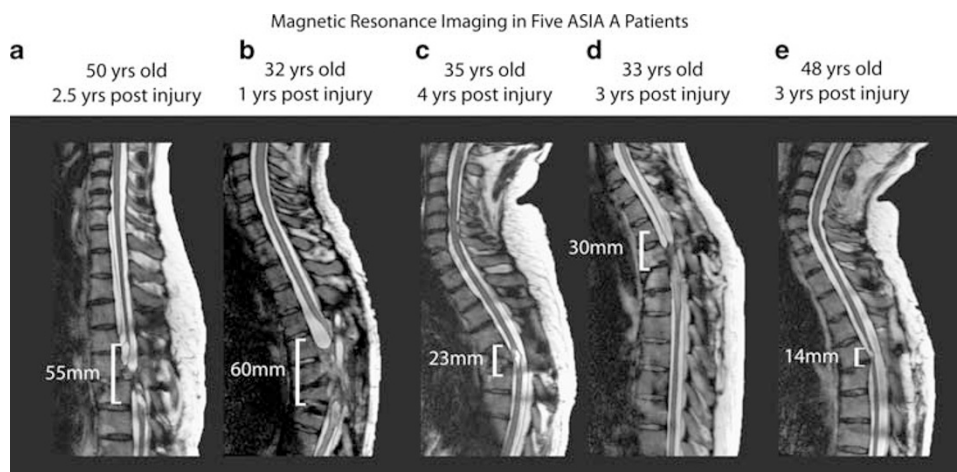 Magnetic Resonance Imaging in Five ASIA A Patients
a b c d e
50 yrs old 32 yrs old 35 yrs old 33 yrs old 48 yrs old
2.5 yrs post injury 1 yrs post injury 4 yrs post injury 3 yrs post injury 3 yrs post injury
30mm
55mm 60mm 23mm 14mm